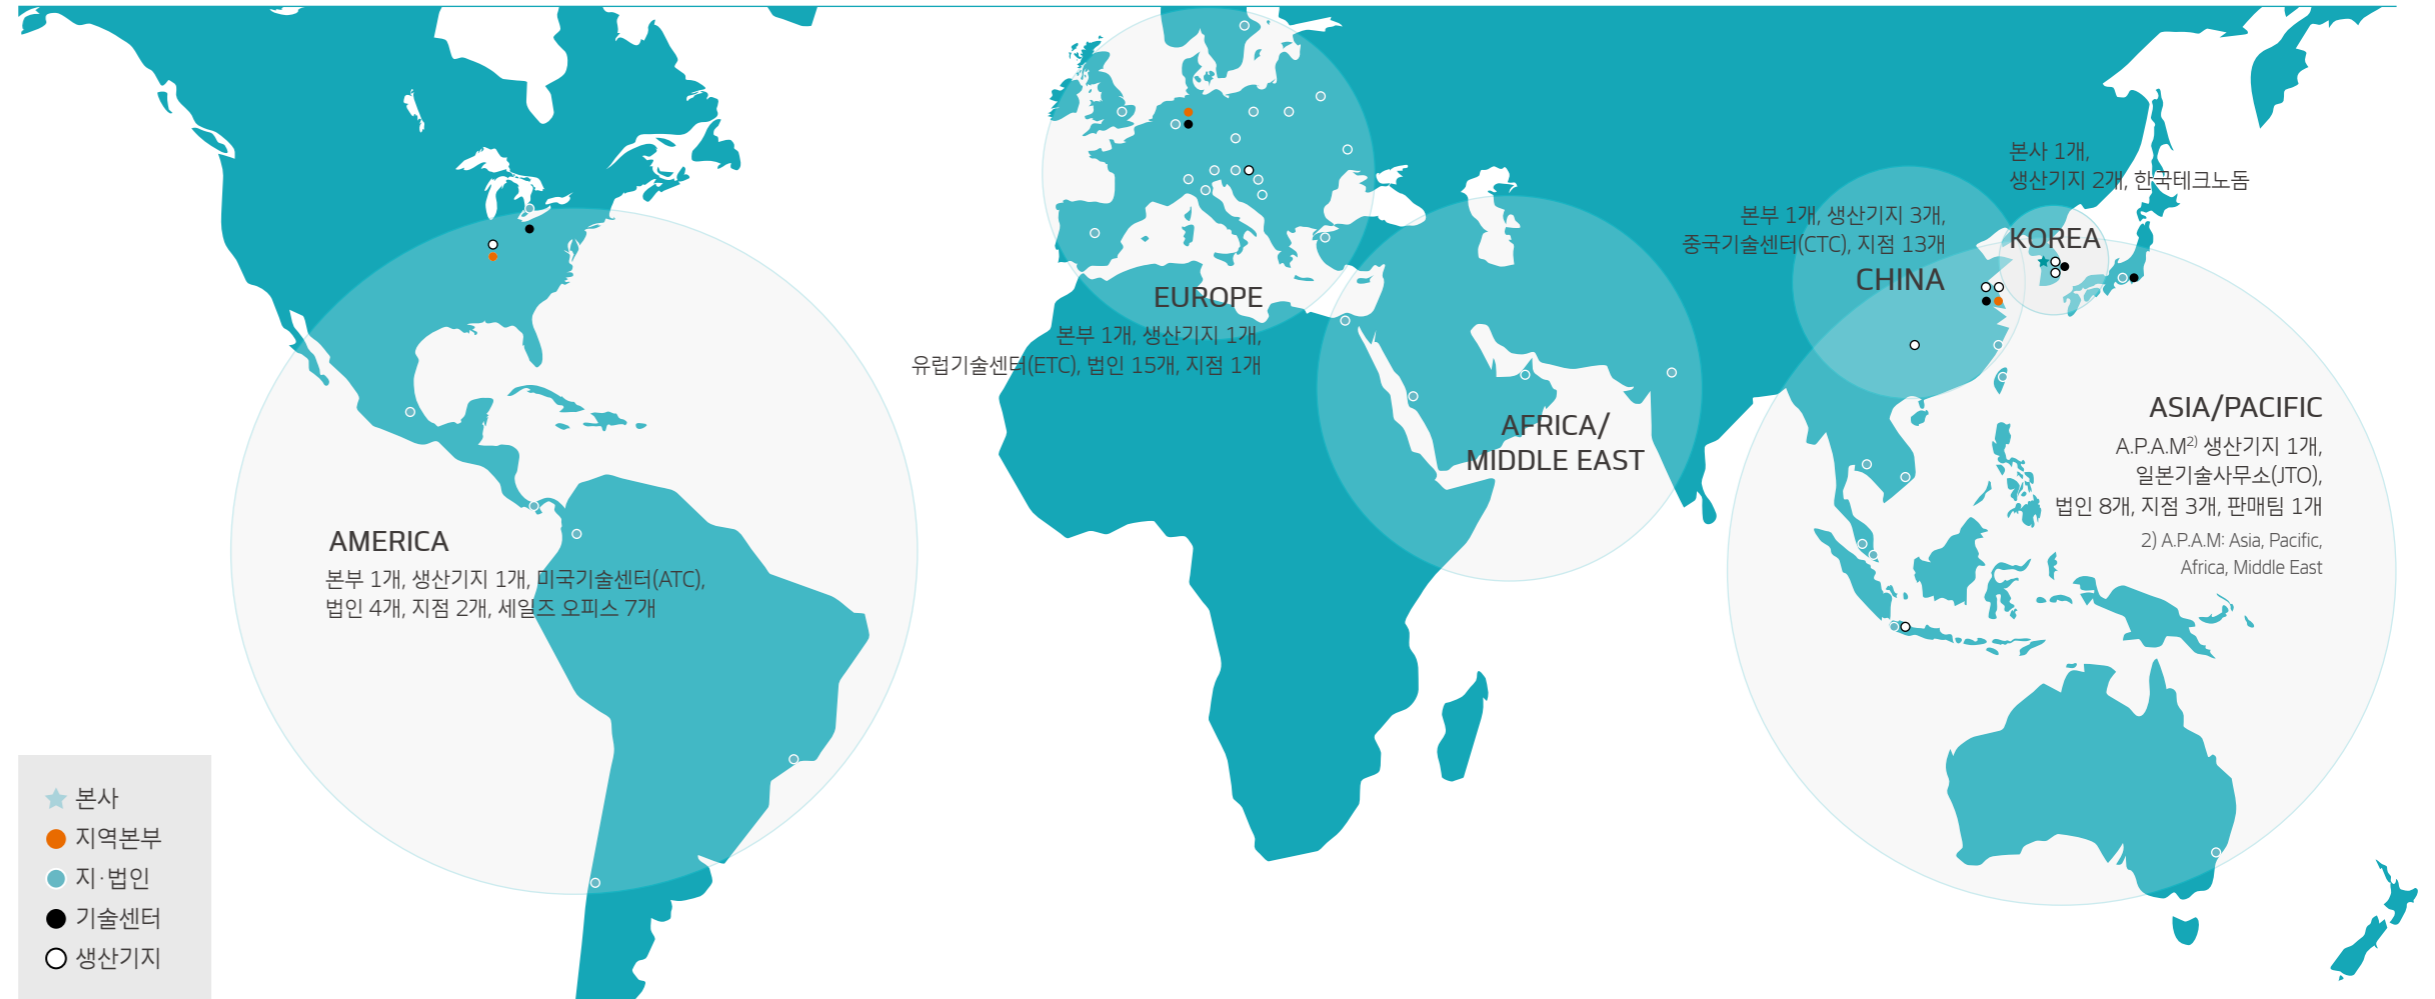 본사 1개,
생산기지 2개, 한국테크노돔
KOREA
본부 1개, 생산기지 3개,
중국기술센터(CTC), 지점 13개
CHINA
EUROPE
본부 1개, 생산기지 1개,
유럽기술센터(ETC), 법인 15개, 지점 1개
AFRICA/
MIDDLE EAST
ASIA/PACIFIC
A.P.A.M2) 생산기지 1개,
일본기술사무소(JTO),
법인 8개, 지점 3개, 판매팀 1개
2) A.P.A.M: Asia, Pacific,
Africa, Middle East
AMERICA
본부 1개, 생산기지 1개, 미국기술센터(ATC),
법인 4개, 지점 2개, 세일즈 오피스 7개
본사
지역본부
지·법인
기술센터
생산기지